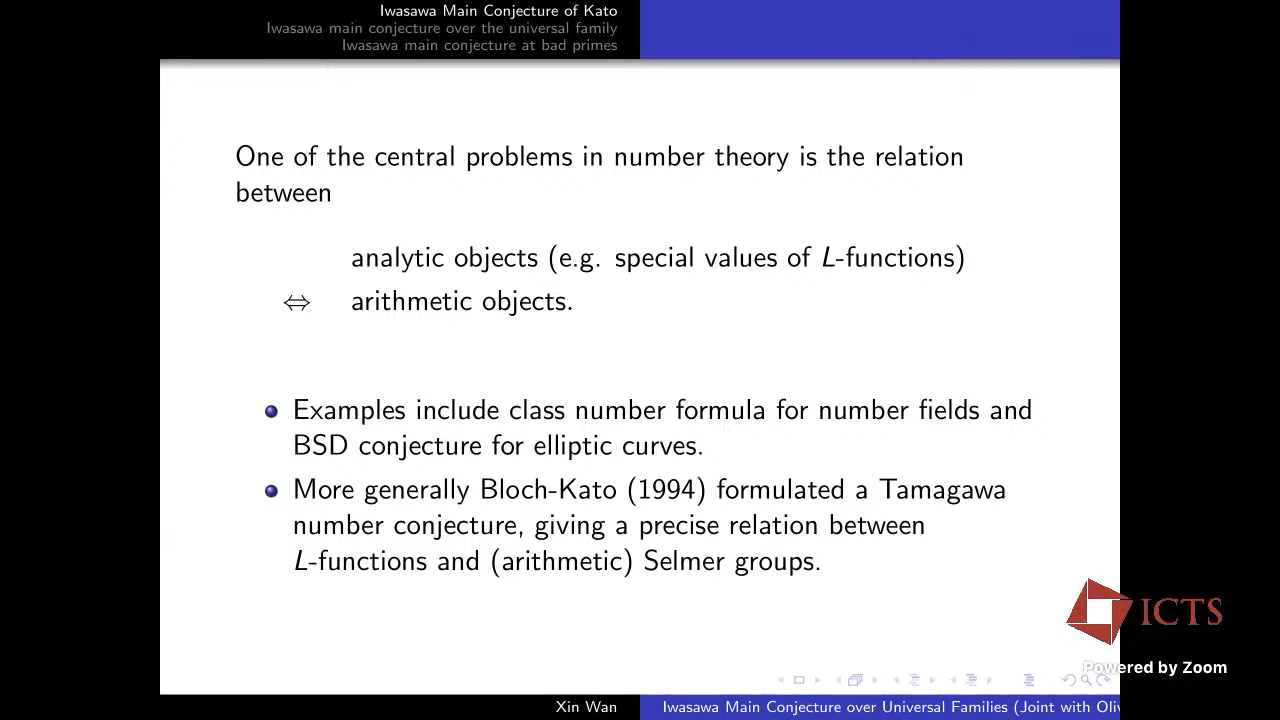 Iwasawa Main Conjecture of Kato
Iwasawa main conjecture over the universal family
Iwasawa main conjecture at bad primes
One of the central problems in number theory is the relation
between
analytic objects (e.g. special values of L-functions)
⇔ arithmetic objects.
Examples include class number formula for number fields and
BSD conjecture for elliptic curves.
More generally Bloch-Kato (1994) formulated a Tamagawa
number conjecture, giving a precise relation between
L-functions and (arithmetic) Selmer groups.
ICTS
Powered by Zoom
Xin Wan
Iwasawa Main Conjecture over Universal Families (Joint with Oliv